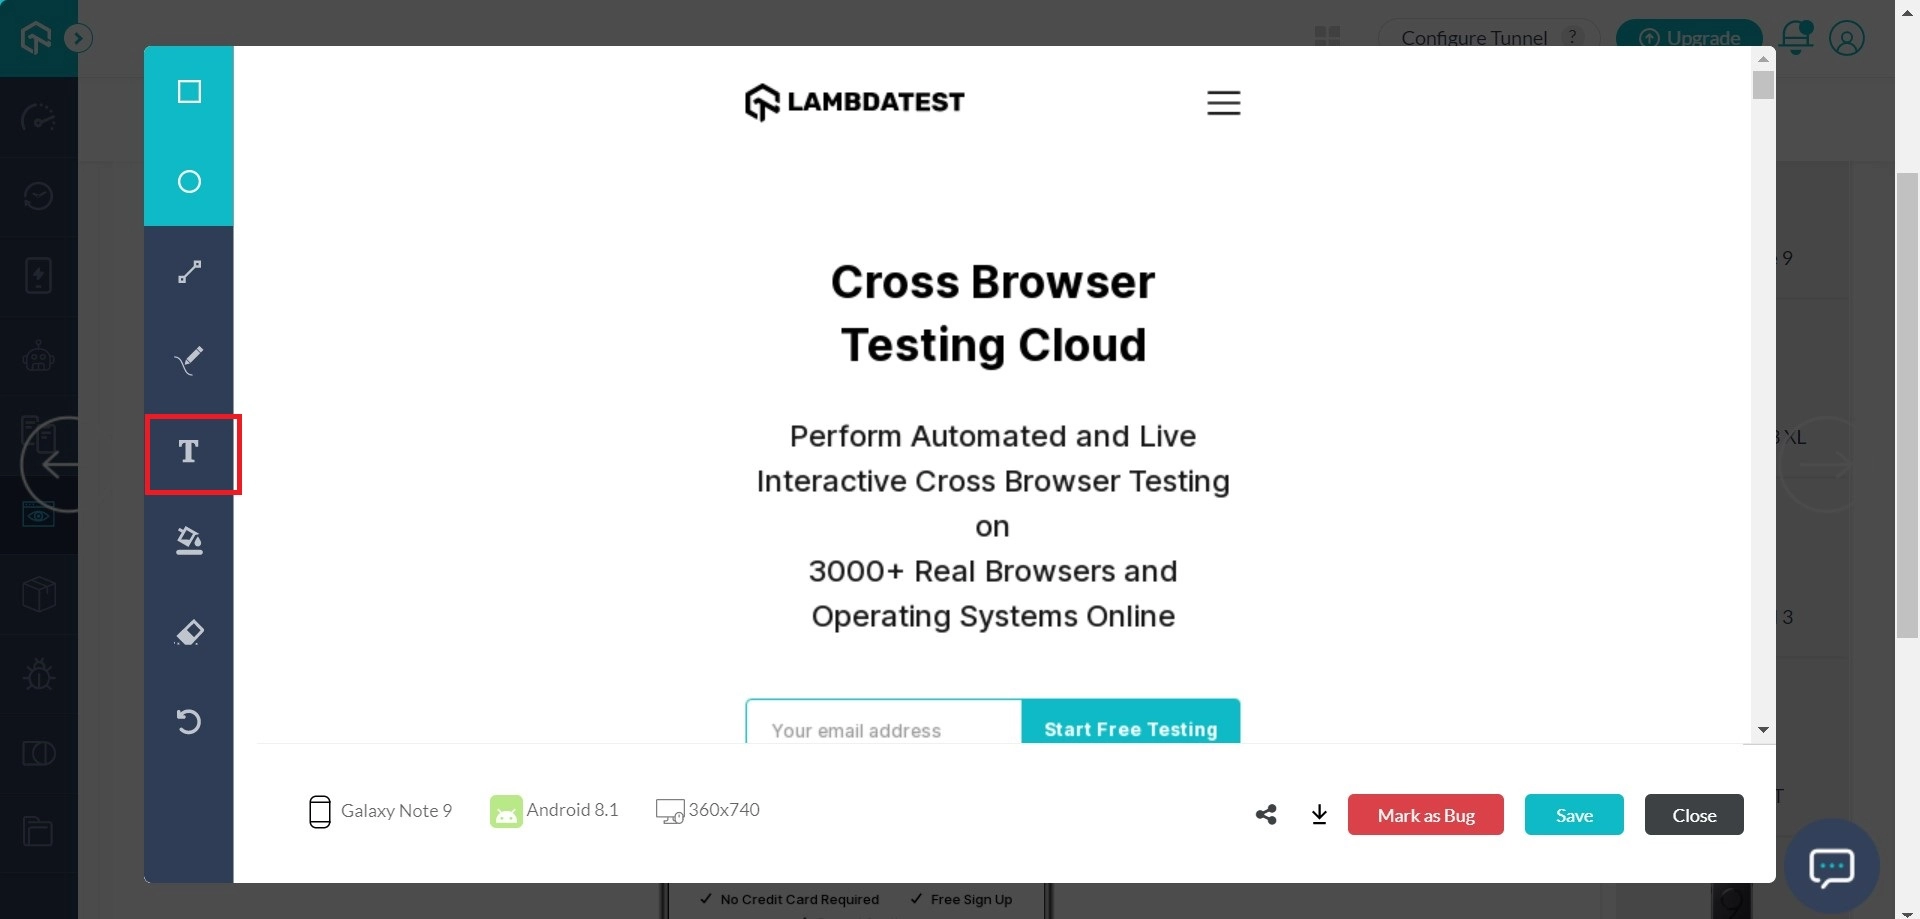 Configure Tunnel ?
Upgrade
LAMBDATEST
Cross Browser
Testing Cloud
Perform Automated and Live
Interactive Cross Browser Testing
on
3000+ Real Browsers and
Operating Systems Online
Your email address
Start Free Testing
T
9
XL
3
T
Galaxy Note 9
Android 8.1
360x740
Mark as Bug
Save
Close
No Credit Card Required
Free Sign Up